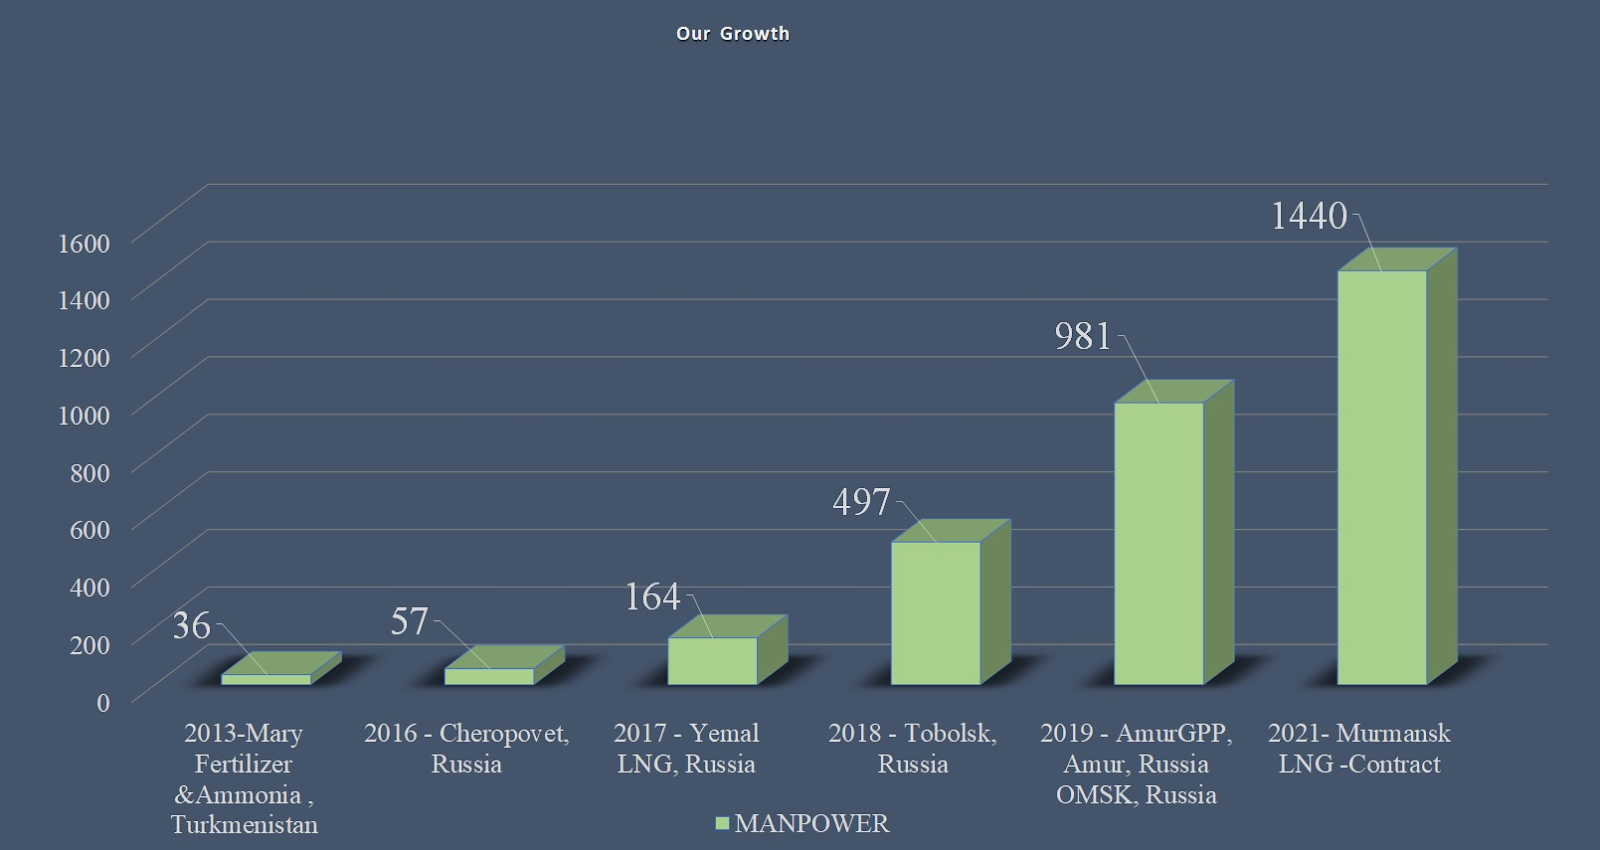 Our Growth
1600
1400
1200
1000
800
600
400
200
0
36
57
164
497
981
1440
2013-Mary
Fertilizer
&Ammonia ,
Turkmenistan
2016 - Cheropovet,
Russia
2017 - Yemal
LNG, Russia
2018 - Tobolsk,
Russia
2019 - AmurGPP,
Amur, Russia
OMSK, Russia
2021- Murmansk
LNG -Contract
MANPOWER